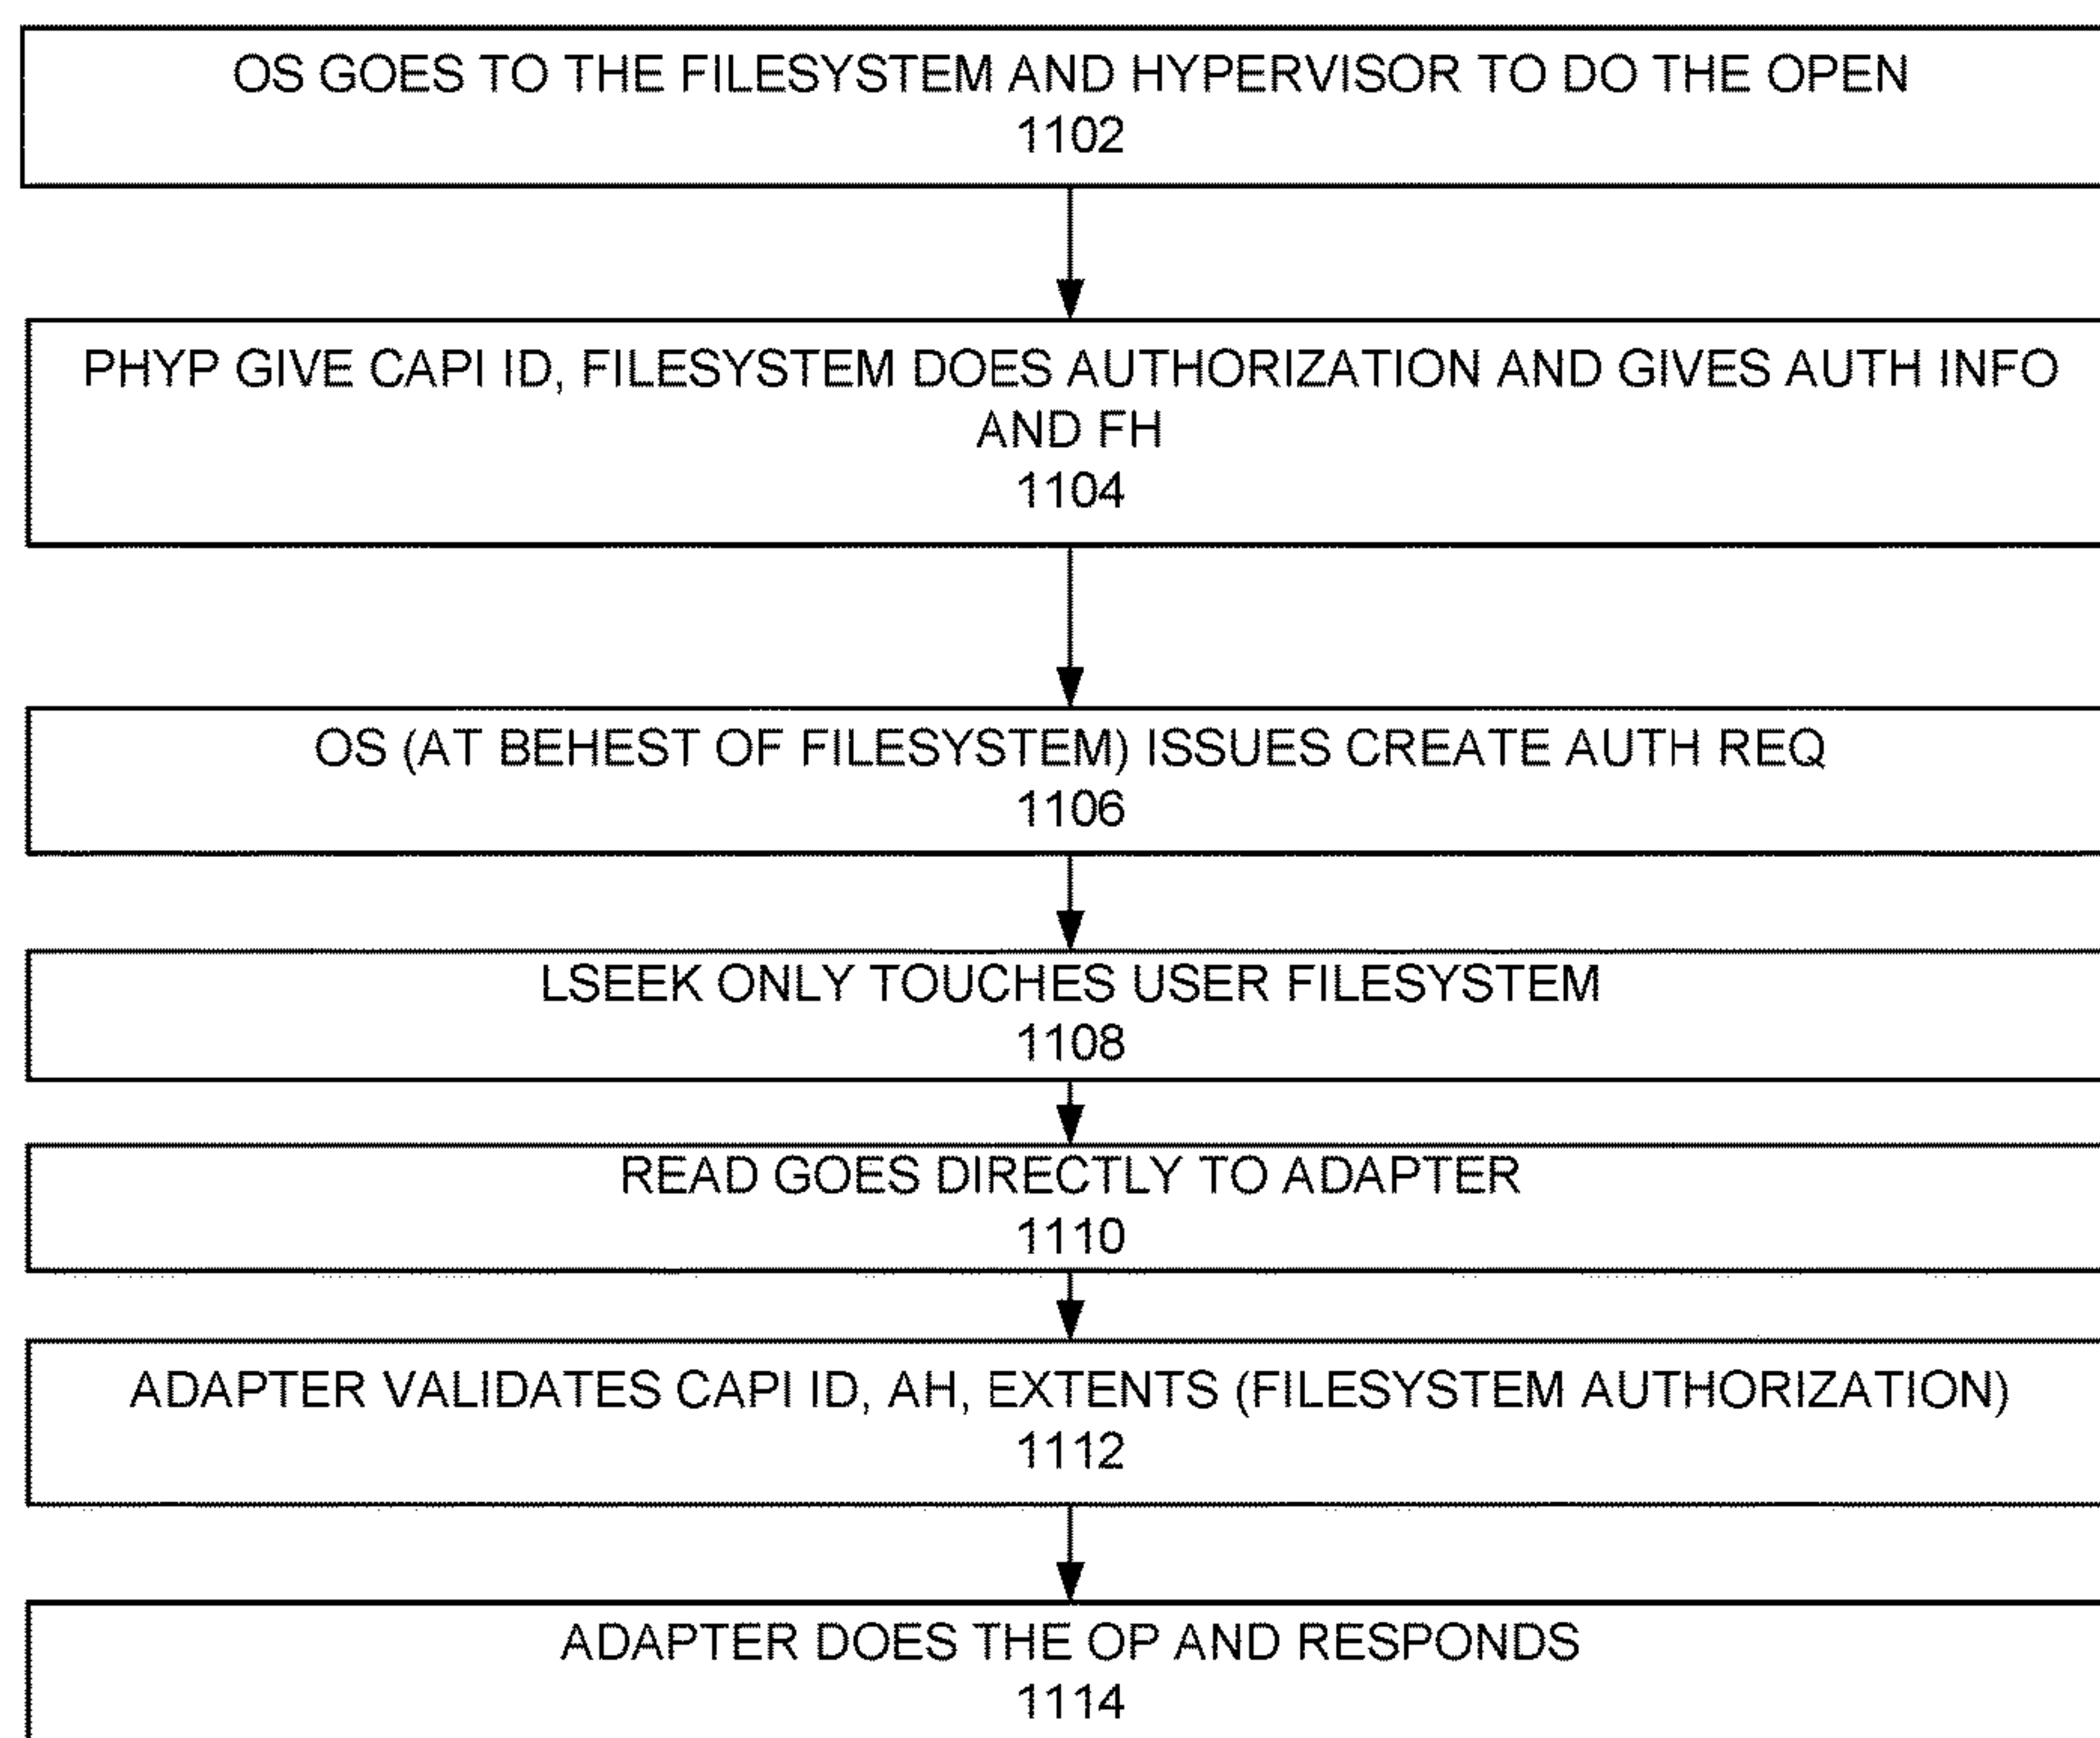 OS GOES TO THE FILESYSTEM AND HYPERVISOR TO DO THE OPEN
1102
PHYP GIVE CAPI ID, FILESYSTEM DOES AUTHORIZATION AND GIVES AUTH INFO
AND FH
1104
OS (AT BEHEST OF FILESYSTEM) ISSUES CREATE AUTH REQ
1106
LSEEK ONLY TOUCHES USER FILESYSTEM
1108
READ GOES DIRECTLY TO ADAPTER
1110
ADAPTER VALIDATES CAPI ID, AH, EXTENTS (FILESYSTEM AUTHORIZATION)
1112
ADAPTER DOES THE OP AND RESPONDS
1114